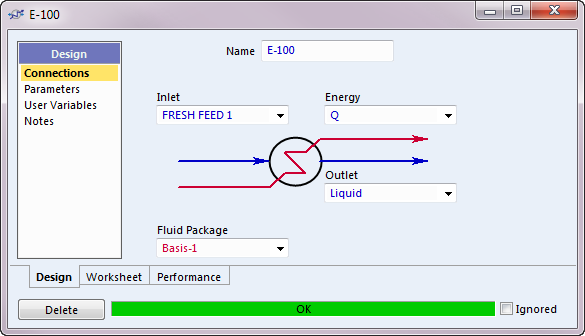 E-100
Design
Connections
Parameters
User Variables
Notes
Name E-100
Inlet Energy
FRESH FEED 1 Q
Outlet
Liquid
Fluid Package
Basis-1
Design Worksheet Performance
Delete OK Ignored